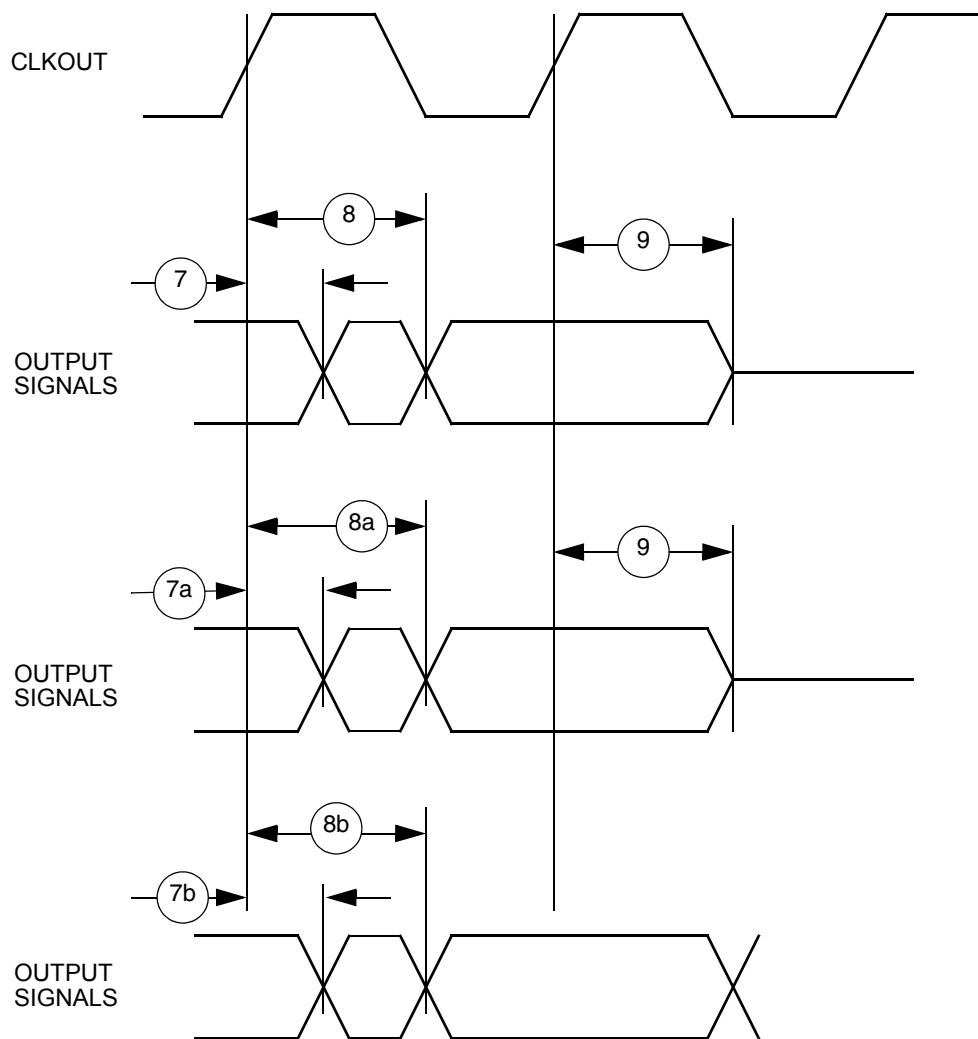 CLKOUT
8
9
7
OUTPUT
SIGNALS
8a
9
7a
OUTPUT
SIGNALS
8b
7b
OUTPUT
SIGNALS